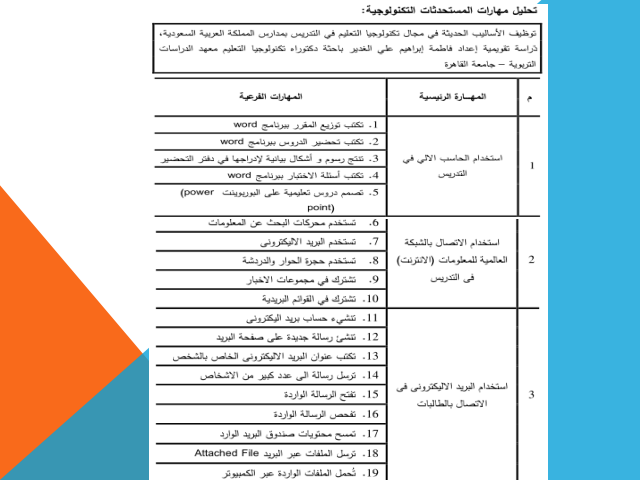 تحليل مهارات المستحدثات التكنولوجية:
توظيف الأساليب الحديثة في مجال تكنولوجيا التعليم في التدريس بمدارس المملكة العربية السعودية،
دراسة تقويمية إعداد فاطمة إبراهيم علي الغدير باحثة دكتوراه تكنولوجيا التعليم معهد الدراسات
التربوية – جامعة القاهرة
م المهـــارة الرئيسية المهارات الفرعية
1 استخدام الحاسب الالي في
التدريس
1. تكتب توزيع المقرر ببرنامج word
2. تكتب تحضير الدروس ببرنامج word
3. تنتج رسوم و أشكال بيانية لإدراجها في دفتر التحضير
4. تكتب أسئلة الاختبار ببرنامج word
5. تصمم دروس تعليمية على البوربوينت (power
point)
2 استخدام الاتصال بالشبكة
العالمية للمعلومات (الانترنت)
فى التدريس
6. تستخدم محركات البحث عن المعلومات
7. تستخدم البريد الاليكترونى
8. تستخدم حجرة الحوار والدردشة
9. تشترك في مجموعات الاخبار
10. تشترك في القوائم البريدية
3 استخدام البريد الاليكترونى فى
الاتصال بالطالبات
11. تنشيء حساب بريد اليكترونى
12. تنشئ رسالة جديدة على صفحة البريد
13. تكتب عنوان البريد الاليكترونى الخاص بالشخص
14. ترسل رسالة الى عدد كبير من الاشخاص
15. تفتح الرسالة الواردة
16. تفحص الرسالة الواردة
17. تمسح محتويات صندوق البريد الوارد
18. ترسل الملفات عبر البريد Attached File
19. تُحمل الملفات الواردة عبر الكمبيوتر